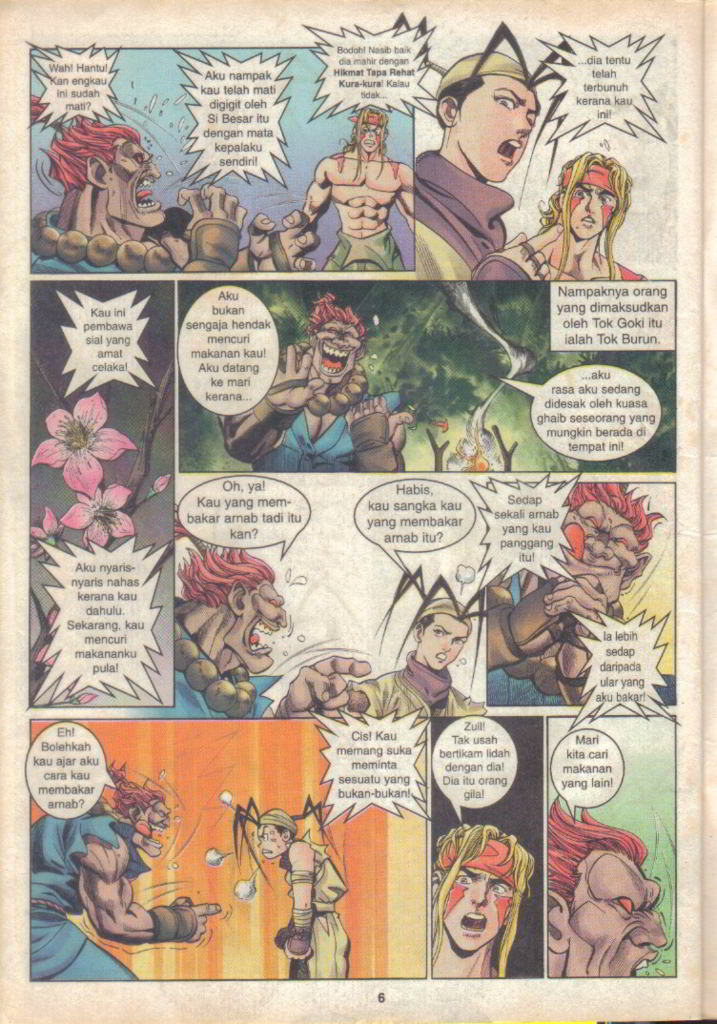 Wah! Hantu!
Kan engkau
ini sudah
mati?
Aku nampak
kau telah mati
digigit oleh
Si Besar itu
dengan mata
kepalaku
sendiri!
Bodoh! Nasib baik
dia mahir dengan
Hikmat Tapa Rehat
Kura-kura! Kalau
tidak...
...dia tentu
telah
terbunuh
kerana kau
ini!
Kau ini
pembawa
sial yang
amat
celaka!
Aku
bukan
sengaja hendak
mencuri
makanan kau!
Aku datang
ke mari
kerana...
Nampaknya orang
yang dimaksudkan
oleh Tok Goki itu
ialah Tok Burun.
...aku
rasa aku sedang
didesak oleh kuasa
ghaib seseorang yang
mungkin berada di
tempat ini!
Aku nyaris-
nyaris nahas
kerana kau
dahulu.
Sekarang, kau
mencuri
makananku
pula!
Oh, ya!
Kau yang mem-
bakar arnab tadi itu
kan?
Habis,
kau sangka kau
yang membakar
arnab itu?
Sedap
sekali arnab
yang kau
panggang
itu!
Ia lebih
sedap
daripada
ular yang
aku bakar!
Eh!
Bolehkah
kau ajar aku
cara kau
membakar
arnab?
Cis! Kau
memang suka
meminta
sesuatu yang
bukan-bukan!
Zull!
Tak usah
bertikam lidah
dengan dia!
Dia itu orang
gila!
Mari
kita cari
makanan
yang lain!
6